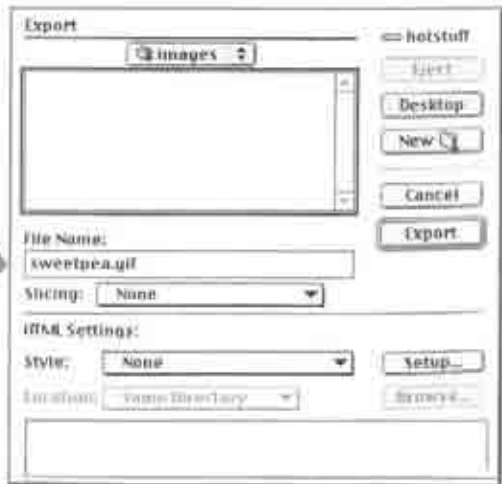 Export
hotstuff
images
Eject
Desktop
New
Cancel
Export
File Name:
sweetpea.gif
Slicing: None
HTML Settings:
Style: None
Setup...
Location: Same Directory
Browse...